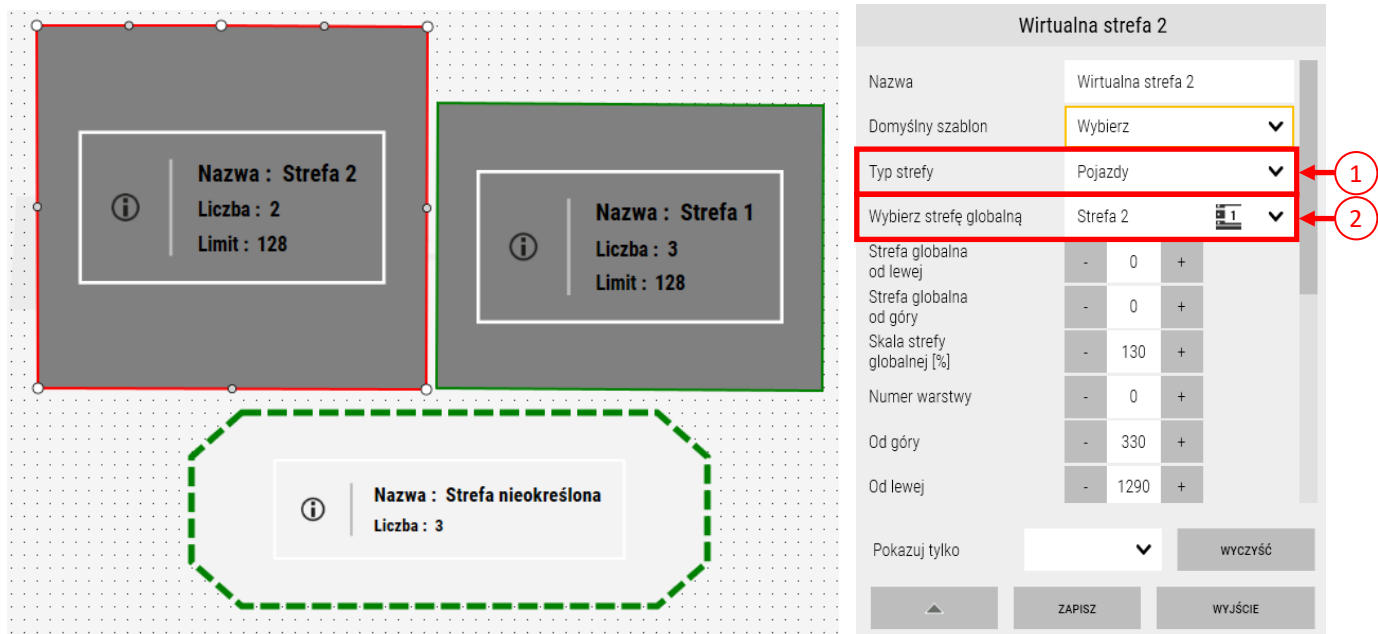 Nazwa : Strefa 2
Liczba : 2
Limit : 128
Nazwa : Strefa 1
Liczba : 3
Limit : 128
Nazwa : Strefa nieokreślona
Liczba : 3
Wirtualna strefa 2
Nazwa Wirtualna strefa 2
Domyślny szablon Wybierz
Typ strefy Pojazdy 1
Wybierz strefę globalną Strefa 2 1 2
Strefa globalna
od lewej - 0 +
Strefa globalna
od góry - 0 +
Skala strefy
globalnej [%] - 130 +
Numer warstwy - 0 +
Od góry - 330 +
Od lewej - 1290 +
Pokazuj tylko WYCZYŚĆ
ZAPISZ WYJŚCIE